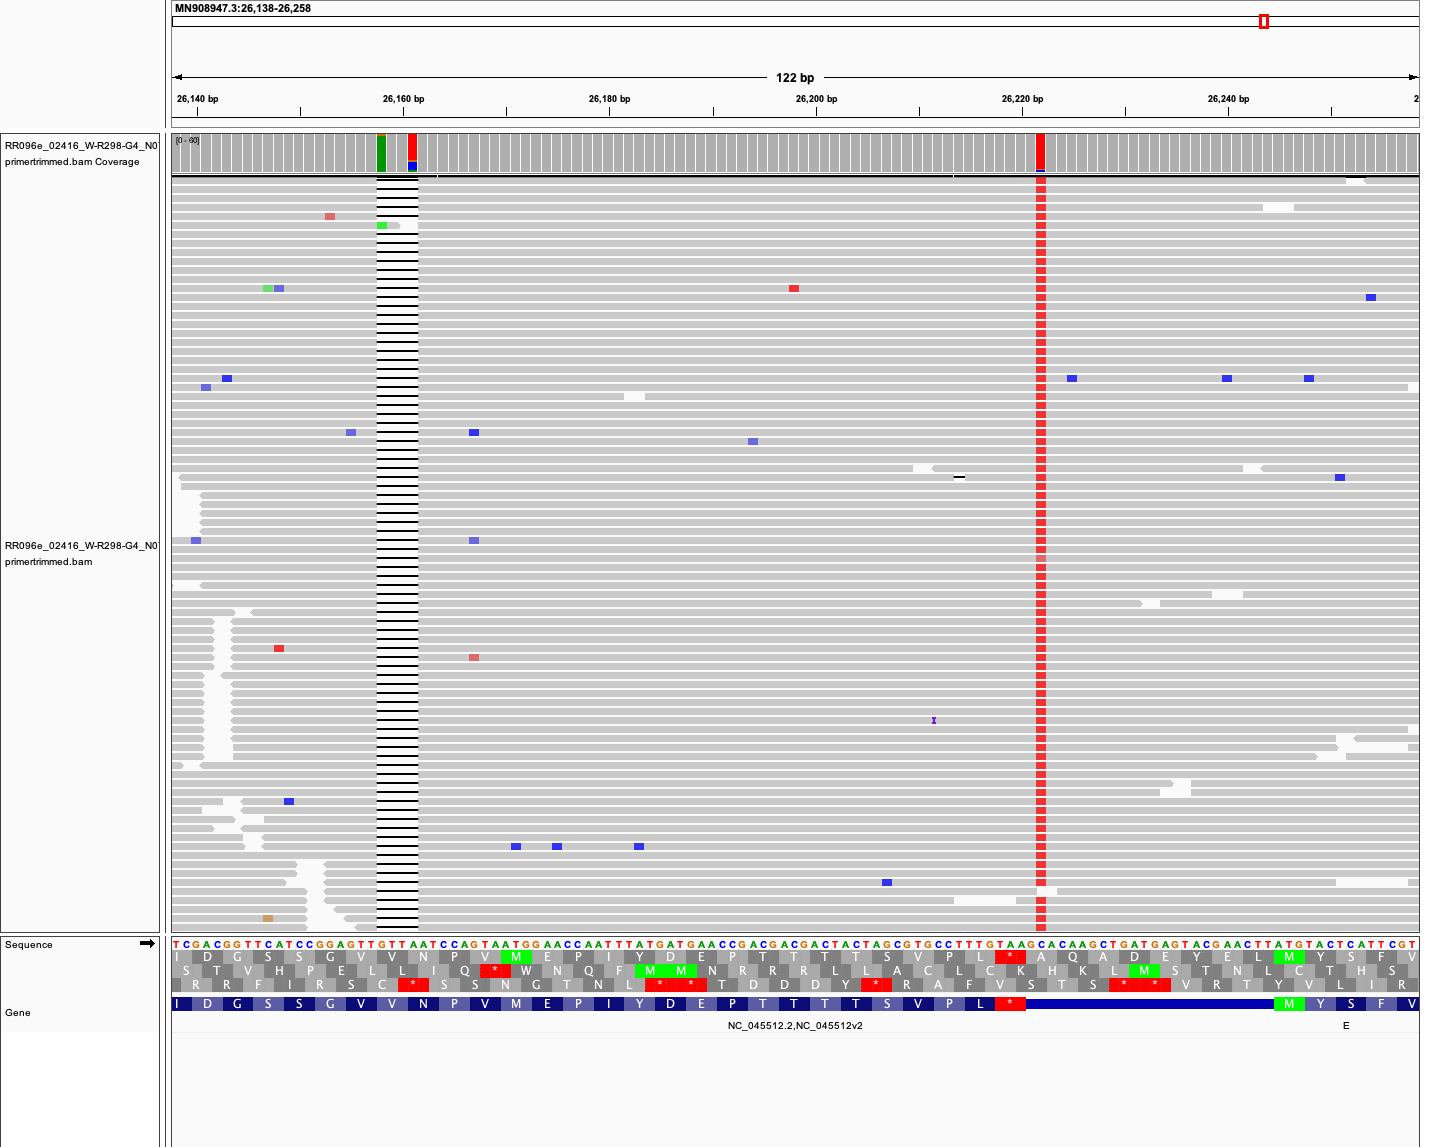 MN908947.3:26,138-26,258
122 bp
26,140 bp 26,160 bp 26,180 bp 26,200 bp 26,220 bp 26,240 bp 2
RR096e_02416_W-R298-G4_N0
primertrimmed.bam Coverage
[0 - 60]
RR096e_02416_W-R298-G4_N0
primertrimmed.bam
Sequence
TCGACGGTTCATCCGGAGTTGTTAATCCAGTAATGGAACCAATTTATGATGAACCGACGACGACTACTAGCGTGCCTTTGTAAGCACAAGCTGATGAGTACGAACTTATGTACTCATTCGT
I D G S S G V V N P V M E P I Y D E P T T T T S V P L * A Q A D E Y E L M Y S F V
S T V H P E L L I Q * W N Q F M M N R R R L L A C L C K H K L M S T N L C T H S
R R F I R S C * S S N G T N L * * T D D D Y * R A F V S T S * * V R T Y V L I R
Gene
I D G S S G V V N P V M E P I Y D E P T T T T S V P L * M Y S F V
NC_045512.2,NC_045512v2 E